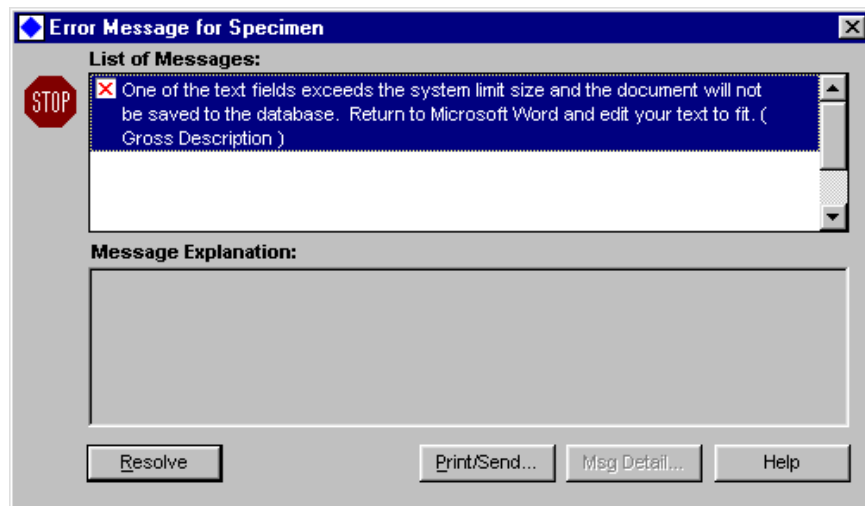 Error Message for Specimen
List of Messages:
STOP
One of the text fields exceeds the system limit size and the document will not
be saved to the database.  Return to Microsoft Word and edit your text to fit. (
Gross Description )
Message Explanation:
Resolve
Print/Send...
Msg Detail...
Help